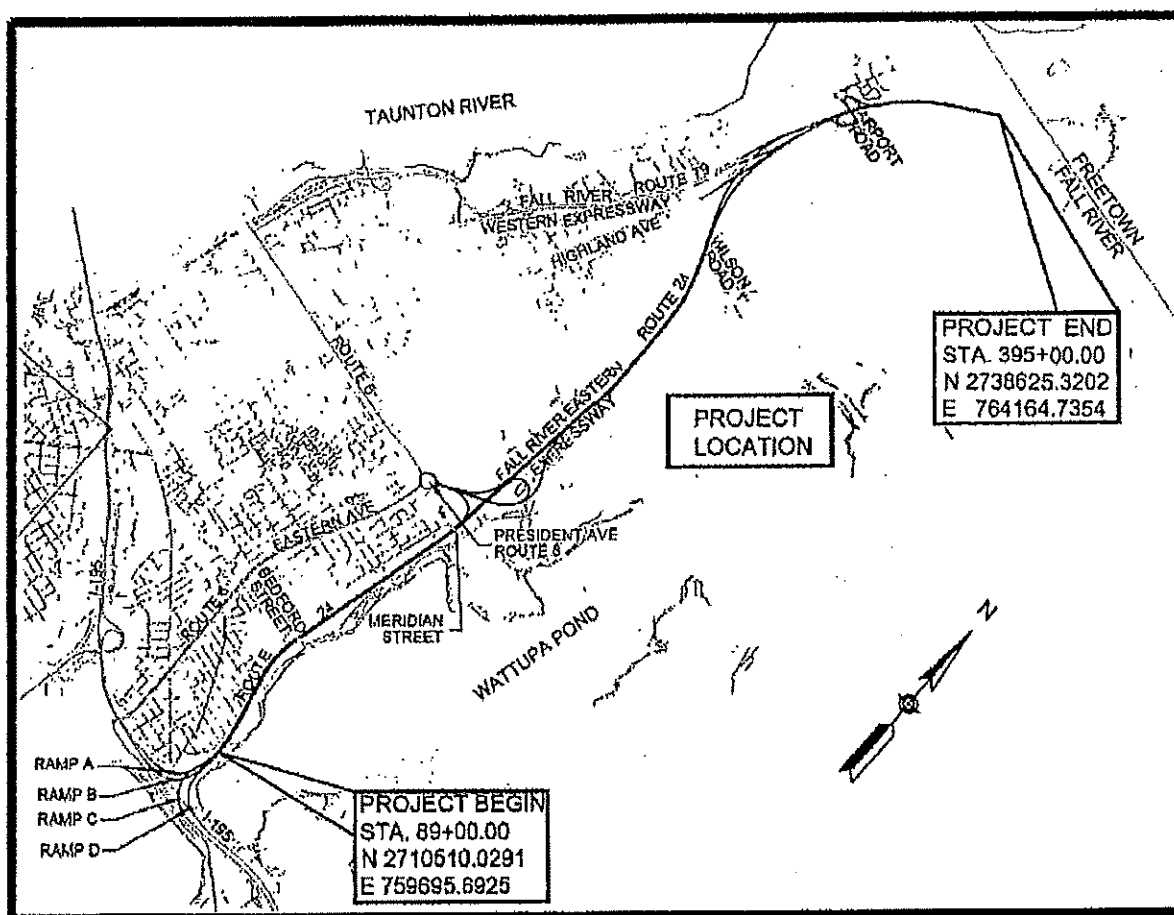 TAUNTON RIVER
AIRPORT
ROAD
FREETOWN
FALL RIVER
FALL RIVER ROUTE 79
WESTERN EXPRESSWAY
HIGHLAND AVE
WILSON
ROAD
ROUTE 24
ROUTE 6
PROJECT END
STA. 395+00.00
N 2738625.3202
E 764164.7354
PROJECT
LOCATION
FALL RIVER EASTERN
EXPRESSWAY
EASTERN AVE
PRESIDENT AVE
ROUTE 6
I-195
ROUTE 6
BEDFORD
STREET
ROUTE 24
MERIDIAN
STREET
WATTUPA POND
N
RAMP A
RAMP B
RAMP C
RAMP D
I-195
PROJECT BEGIN
STA. 89+00.00
N 2710510.0291
E 759695.6925